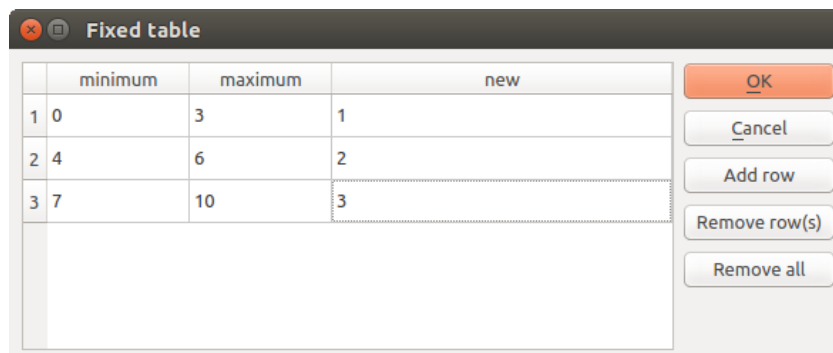 Fixed table
minimum maximum new
1 0 3 1
2 4 6 2
3 7 10 3
OK
Cancel
Add row
Remove row(s)
Remove all